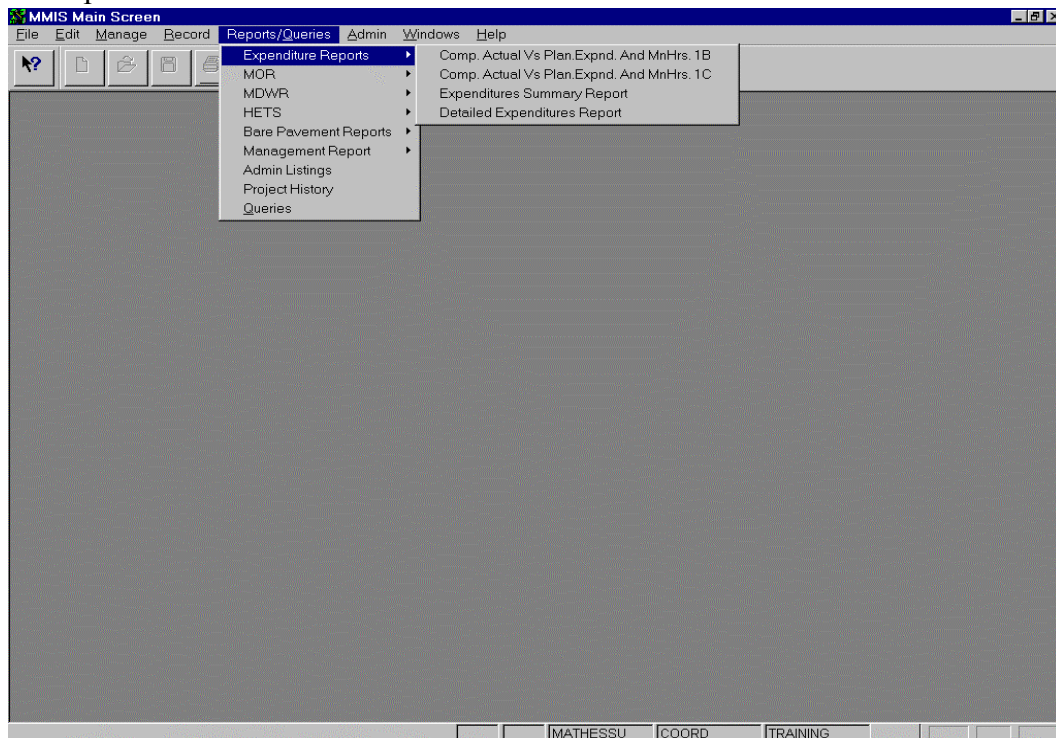 MMIS Main Screen
File Edit Manage Record Reports/Queries Admin Windows Help
Expenditure Reports
MOR
MDWR
HETS
Bare Pavement Reports
Management Report
Admin Listings
Project History
Queries
Comp. Actual Vs Plan.Expnd. And MnHrs. 1B
Comp. Actual Vs Plan.Expnd. And MnHrs. 1C
Expenditures Summary Report
Detailed Expenditures Report
MATHESSU COORD TRAINING